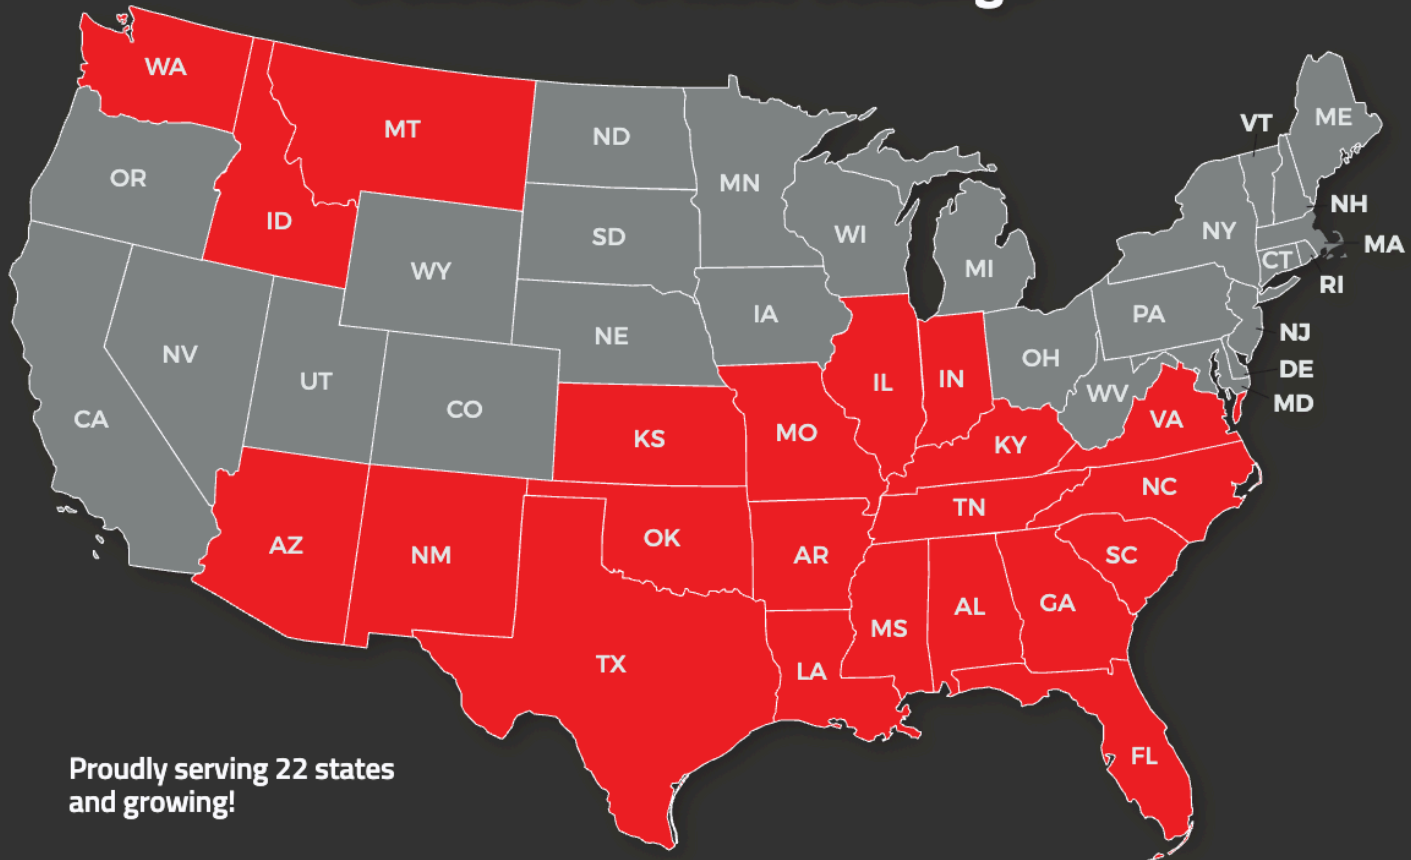 WA
MT
ND
MN
VT
ME
OR
ID
SD
WI
NY
NH
MA
WY
MI
CT
RI
NE
IA
PA
NJ
NV
UT
CO
IL
IN
OH
WV
DE
MD
CA
KS
MO
KY
VA
AZ
NM
OK
AR
TN
NC
SC
MS
AL
GA
TX
LA
FL
Proudly serving 22 states
and growing!